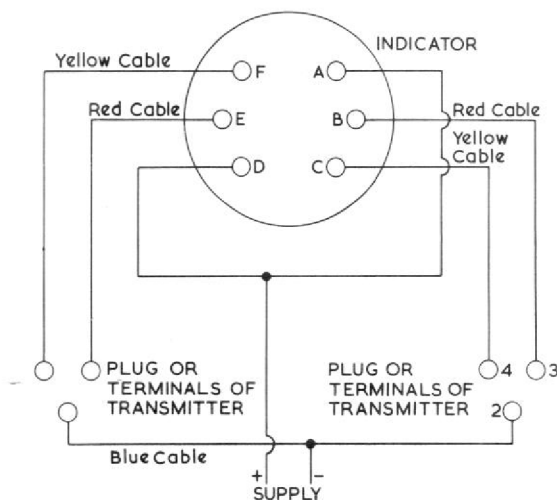 INDICATOR
Yellow Cable
F
A
Red Cable
E
B
Red Cable
Yellow
Cable
D
C
PLUG OR
TERMINALS OF
TRANSMITTER
PLUG OR
TERMINALS OF
TRANSMITTER
4
3
2
Blue Cable
+
-
SUPPLY